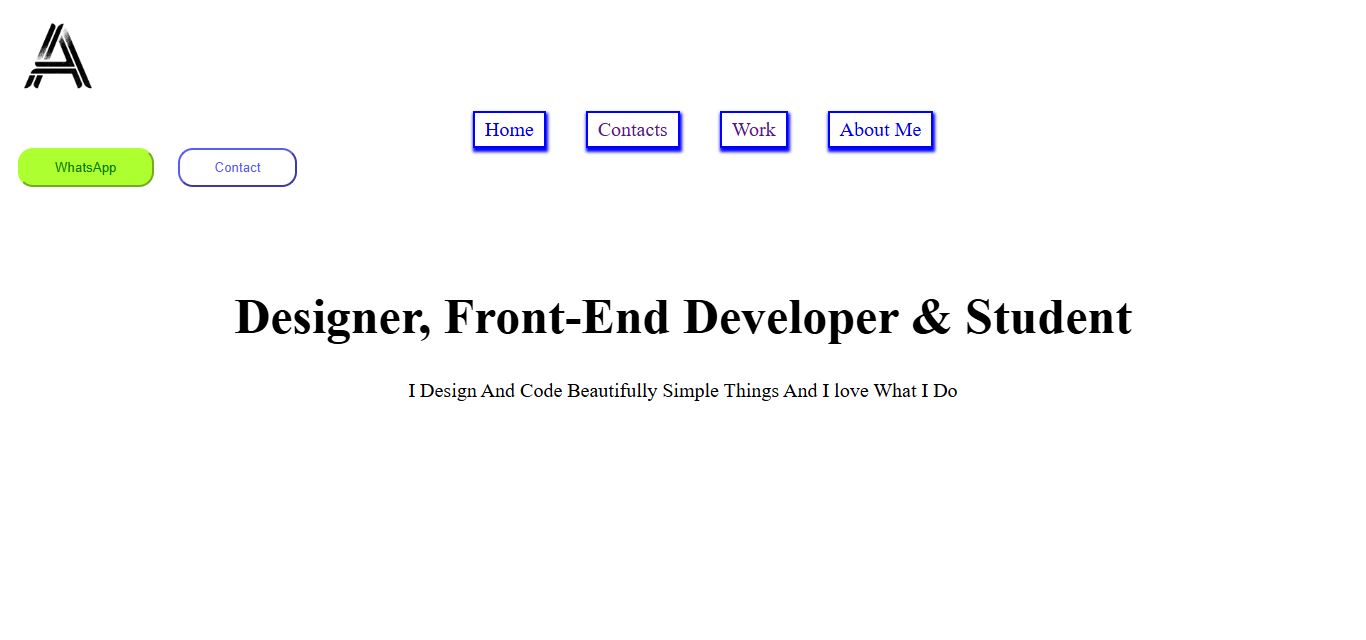 A
Home Contacts Work About Me
WhatsApp Contact
Designer, Front-End Developer & Student
I Design And Code Beautifully Simple Things And I love What I Do